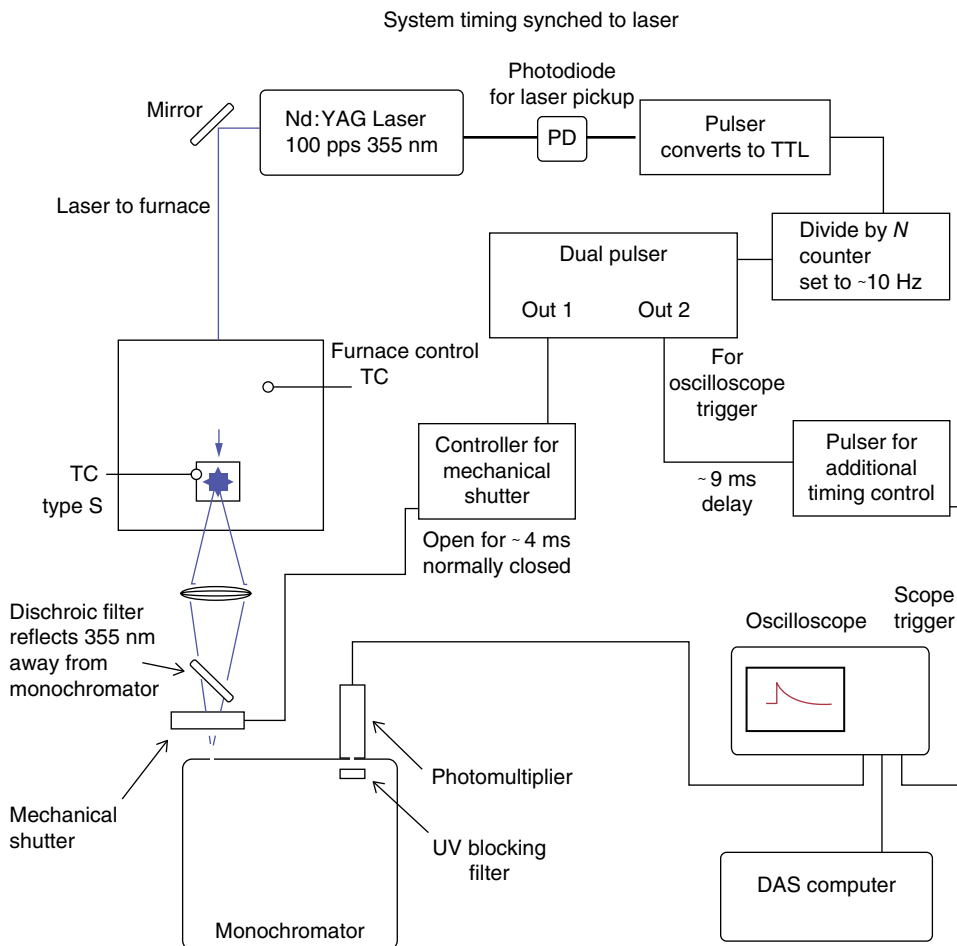 System timing synched to laser
Photodiode
for laser pickup
Mirror
Nd:YAG Laser
100 pps 355 nm
PD
Pulser
converts to TTL
Laser to furnace
Divide by N
counter
set to ~10 Hz
Dual pulser
Out 1
Out 2
Furnace control
TC
For
oscilloscope
trigger
Controller for
mechanical
shutter
Pulser for
additional
timing control
TC
type S
~ 9 ms
delay
Open for ~ 4 ms
normally closed
Dischroic filter
reflects 355 nm
away from
monochromator
Oscilloscope
Scope
trigger
Photomultiplier
Mechanical
shutter
UV blocking
filter
DAS computer
Monochromator